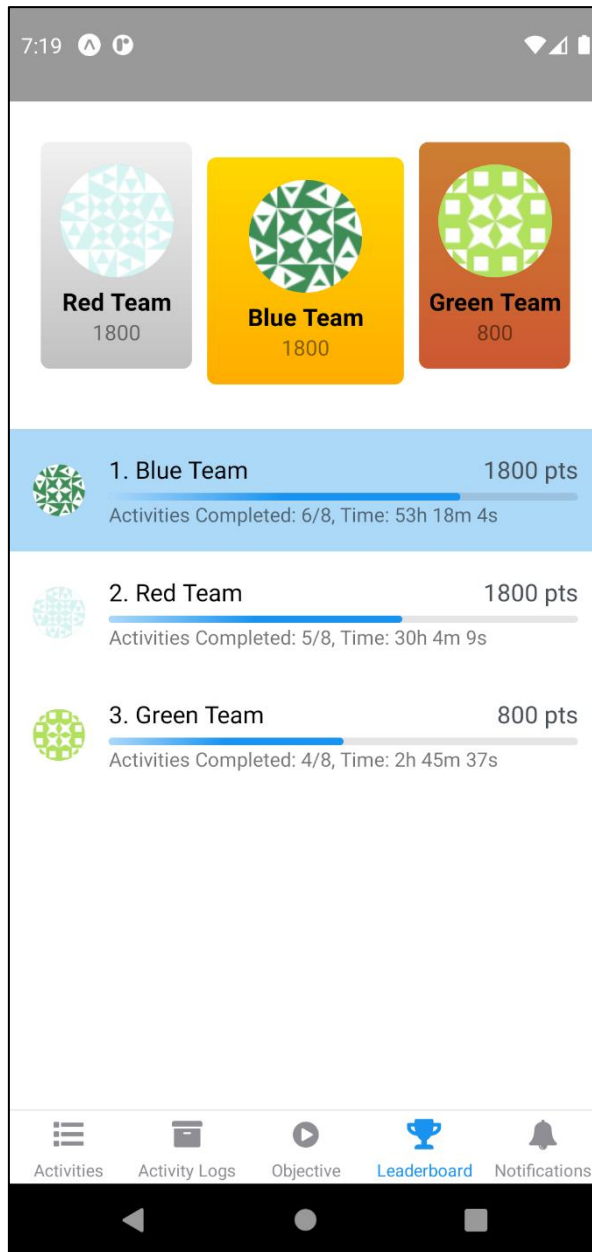 7:19
Red Team
1800
Blue Team
1800
Green Team
800
1. Blue Team 1800 pts
Activities Completed: 6/8, Time: 53h 18m 4s
2. Red Team 1800 pts
Activities Completed: 5/8, Time: 30h 4m 9s
3. Green Team 800 pts
Activities Completed: 4/8, Time: 2h 45m 37s
Activities Activity Logs Objective Leaderboard Notifications